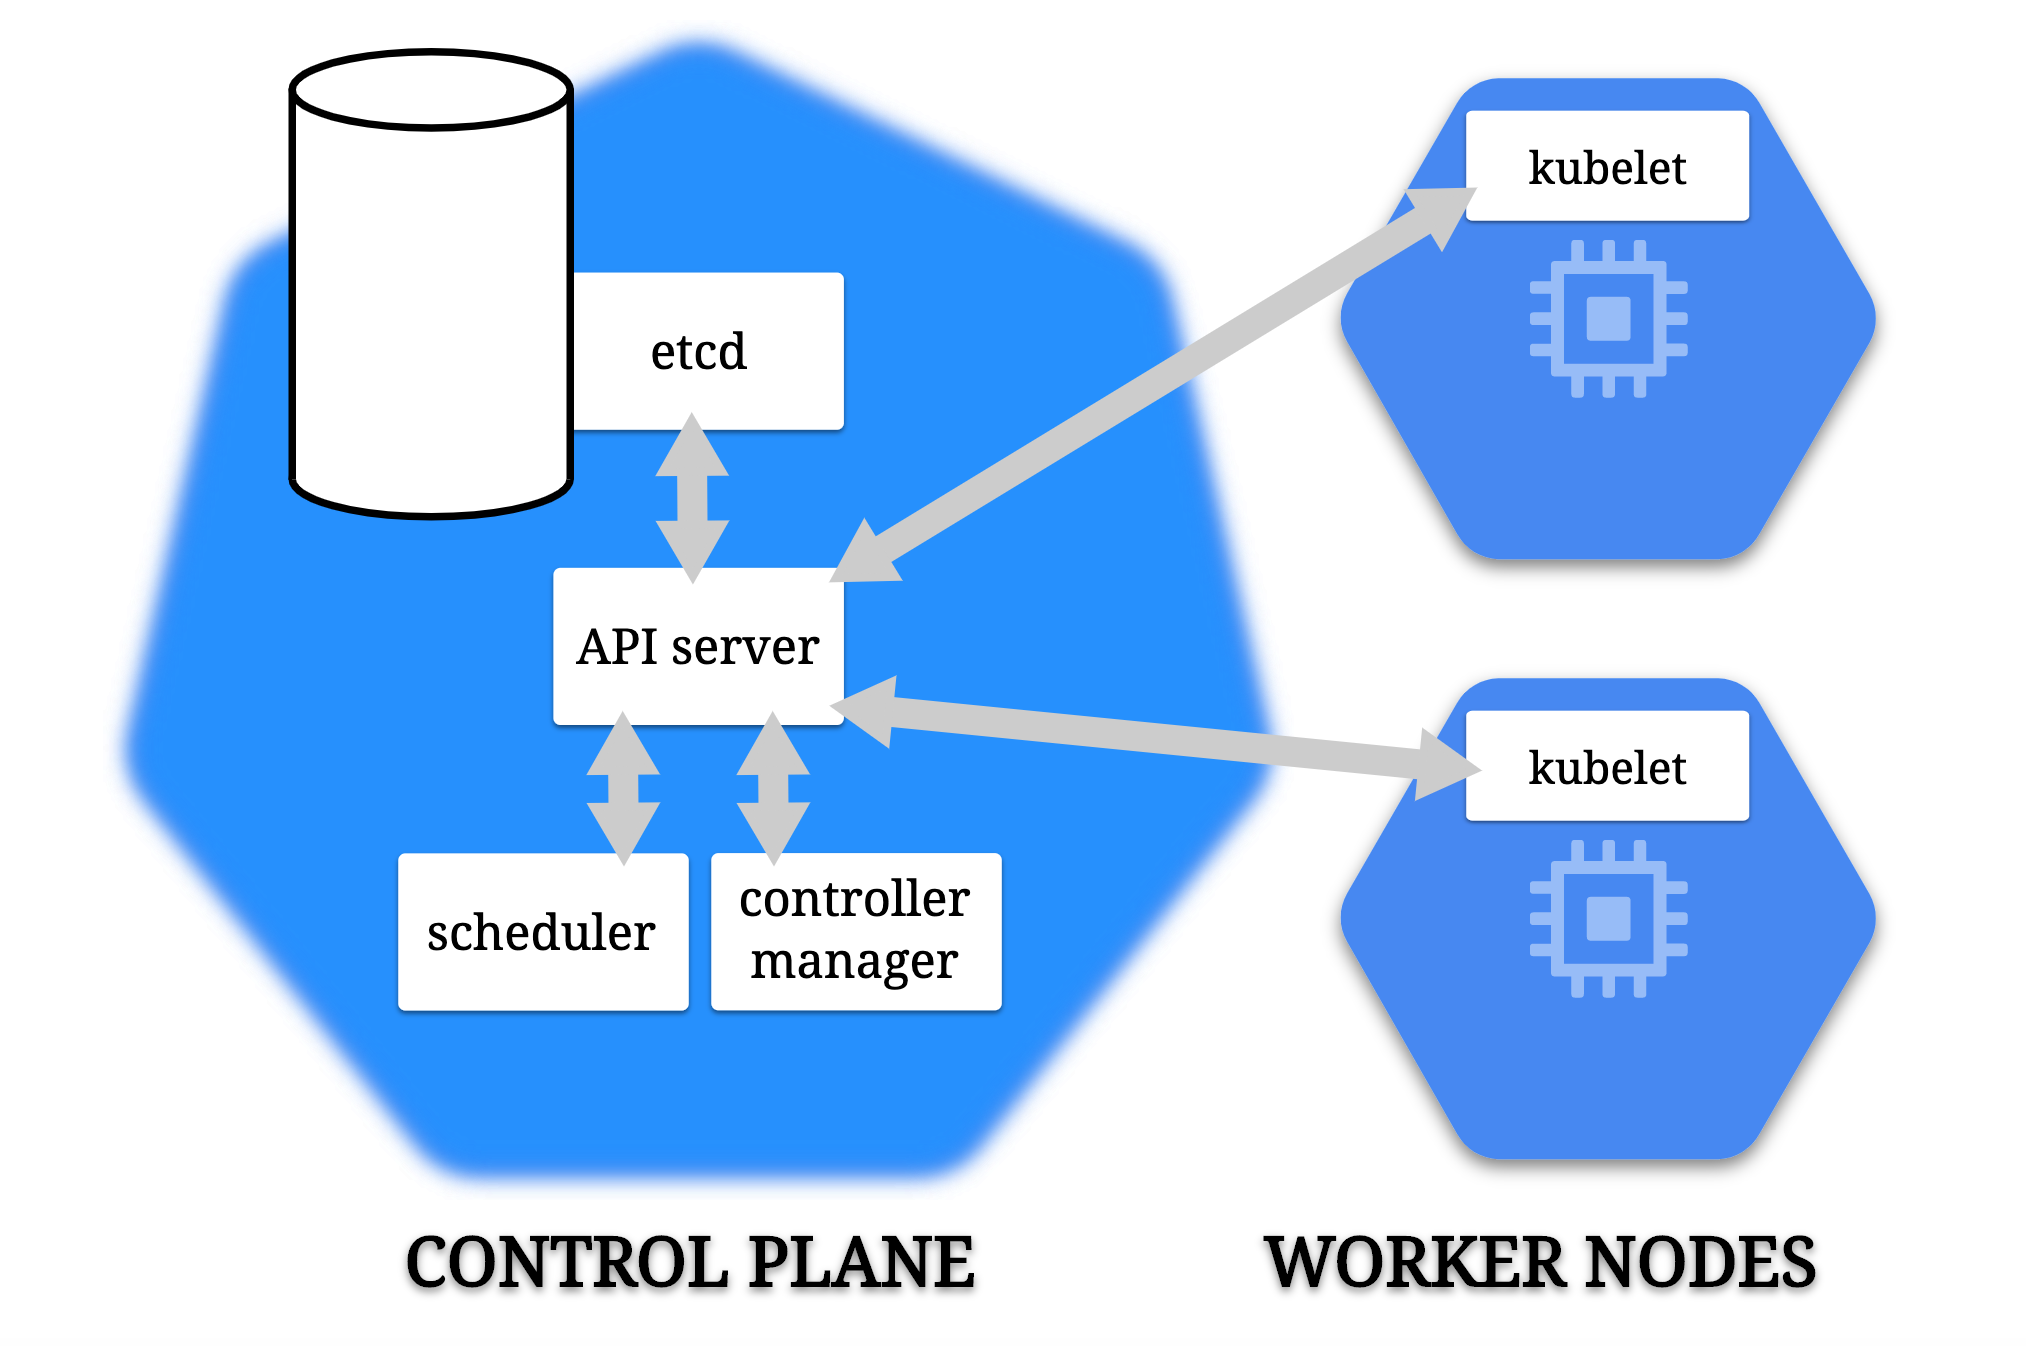 kubelet
etcd
API server
kubelet
scheduler
controller
manager
CONTROL PLANE
WORKER NODES